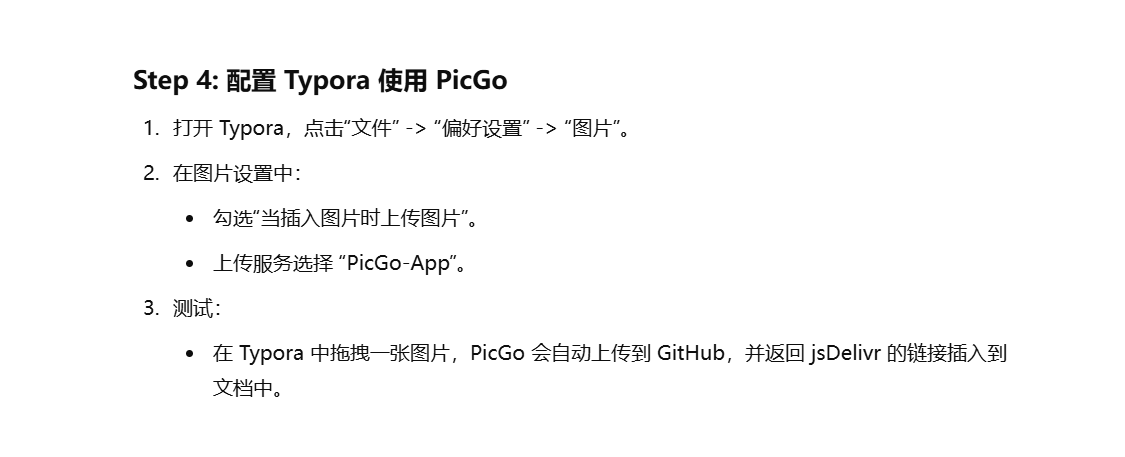 Step 4: 配置 Typora 使用 PicGo
1. 打开 Typora，点击“文件” -> “偏好设置” -> “图片”。
2. 在图片设置中：
• 勾选“当插入图片时上传图片”。
• 上传服务选择 “PicGo-App”。
3. 测试：
• 在 Typora 中拖拽一张图片，PicGo 会自动上传到 GitHub，并返回 jsDelivr 的链接插入到
文档中。